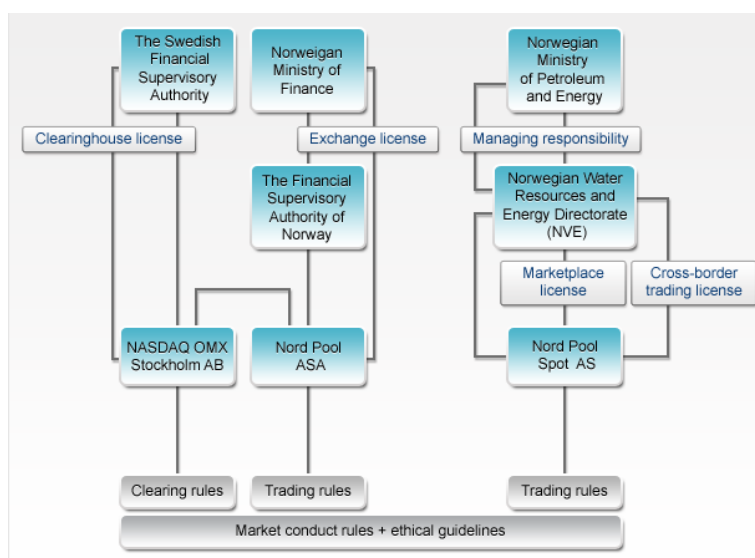 The Swedish
Financial
Supervisory
Authority
Norweigan
Ministry of
Finance
Norwegian
Ministry
of Petroleum
and Energy
Clearinghouse license
Exchange license
Managing responsibility
The Financial
Supervisory
Authority of
Norway
Norwegian Water
Resources and
Energy Directorate
(NVE)
Marketplace
license
Cross-border
trading license
NASDAQ OMX
Stockholm AB
Nord Pool
ASA
Nord Pool
Spot AS
Clearing rules
Trading rules
Trading rules
Market conduct rules + ethical guidelines